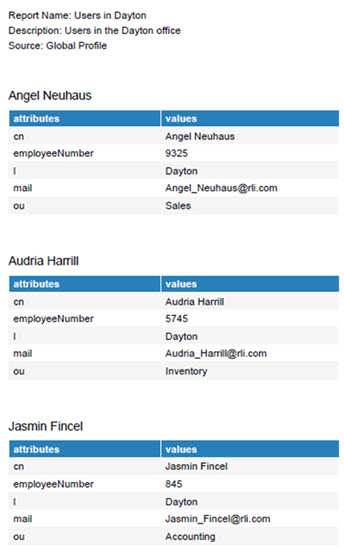 Report Name: Users in Dayton
Description: Users in the Dayton office
Source: Global Profile
Angel Neuhaus
attributes values
cn Angel Neuhaus
employeeNumber 9325
l Dayton
mail Angel_Neuhaus@rli.com
ou Sales
Audria Harrill
attributes values
cn Audria Harrill
employeeNumber 5745
l Dayton
mail Audria_Harrill@rli.com
ou Inventory
Jasmin Fincel
attributes values
cn Jasmin Fincel
employeeNumber 845
l Dayton
mail Jasmin_Fincel@rli.com
ou Accounting